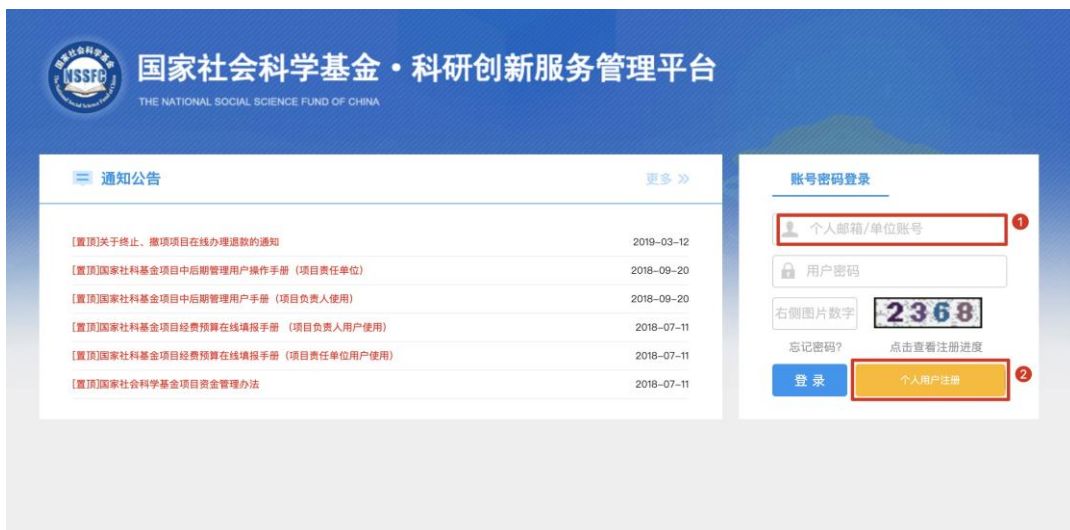 国家社会科学基金·科研创新服务管理平台
THE NATIONAL SOCIAL SCIENCE FUND OF CHINA
NSSFC
通知公告
更多 》
[置顶]关于终止、撤项项目在线办理退款的通知 2019-03-12
[置顶]国家社科基金项目中后期管理用户操作手册（项目责任单位） 2018-09-20
[置顶]国家社科基金项目中后期管理用户手册（项目负责人使用） 2018-09-20
[置顶]国家社科基金项目经费预算在线填报手册 （项目负责人用户使用） 2018-07-11
[置顶]国家社科基金项目经费预算在线填报手册（项目责任单位用户使用） 2018-07-11
[置顶]国家社会科学基金项目资金管理办法 2018-07-11
账号密码登录
个人邮箱/单位账号 1
用户密码
右侧图片数字 2368
忘记密码? 点击查看注册进度
登 录 个人用户注册 2